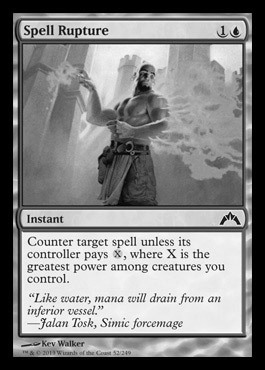 Spell Rupture 1
Instant
Counter target spell unless its
controller pays X, where X is the
greatest power among creatures you
control.
“Like water, mana will drain from an
inferior vessel.”
—Jalan Tosk, Simic forcemage
Kev Walker
™ & © 2013 Wizards of the Coast 52/249